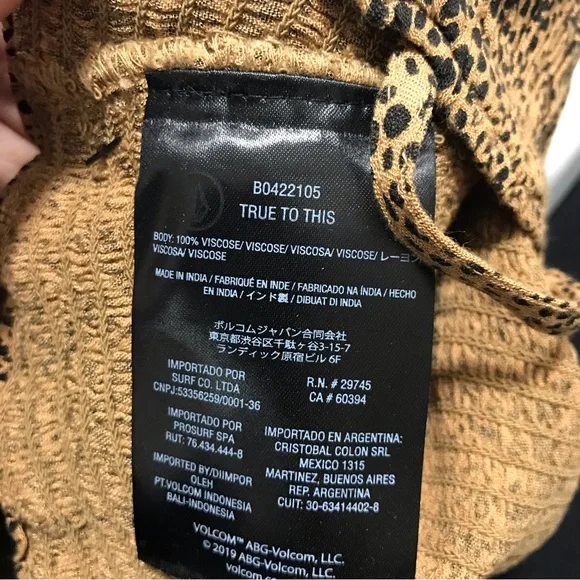 B0422105
TRUE TO THIS
BODY: 100% VISCOSE/ VISCOSE/ VISCOSA/ VISCOSE/ レーヨン
VISCOSA/ VISCOSE
MADE IN INDIA / FABRIQUÉ EN INDE / FABRICADO NA ÍNDIA / HECHO
EN INDIA / インド製 / DIBUAT DI INDIA
ボルコムジャパン合同会社
東京都渋谷区千駄ヶ谷3-15-7
ランディック原宿ビル 6F
IMPORTADO POR
SURF CO. LTDA
CNPJ:53356259/0001-36
R.N. # 29745
CA # 60394
IMPORTADO POR
PROSURF SPA
RUT: 76.434.444-8
IMPORTED BY/DIIMPOR
OLEH
PT.VOLCOM INDONESIA
BALI-INDONESIA
IMPORTADO EN ARGENTINA:
CRISTOBAL COLON SRL
MEXICO 1315
MARTINEZ, BUENOS AIRES
REP. ARGENTINA
CUIT: 30-63414402-8
VOLCOM™ ABG-Volcom, LLC.
© 2019 ABG-Volcom, LLC.